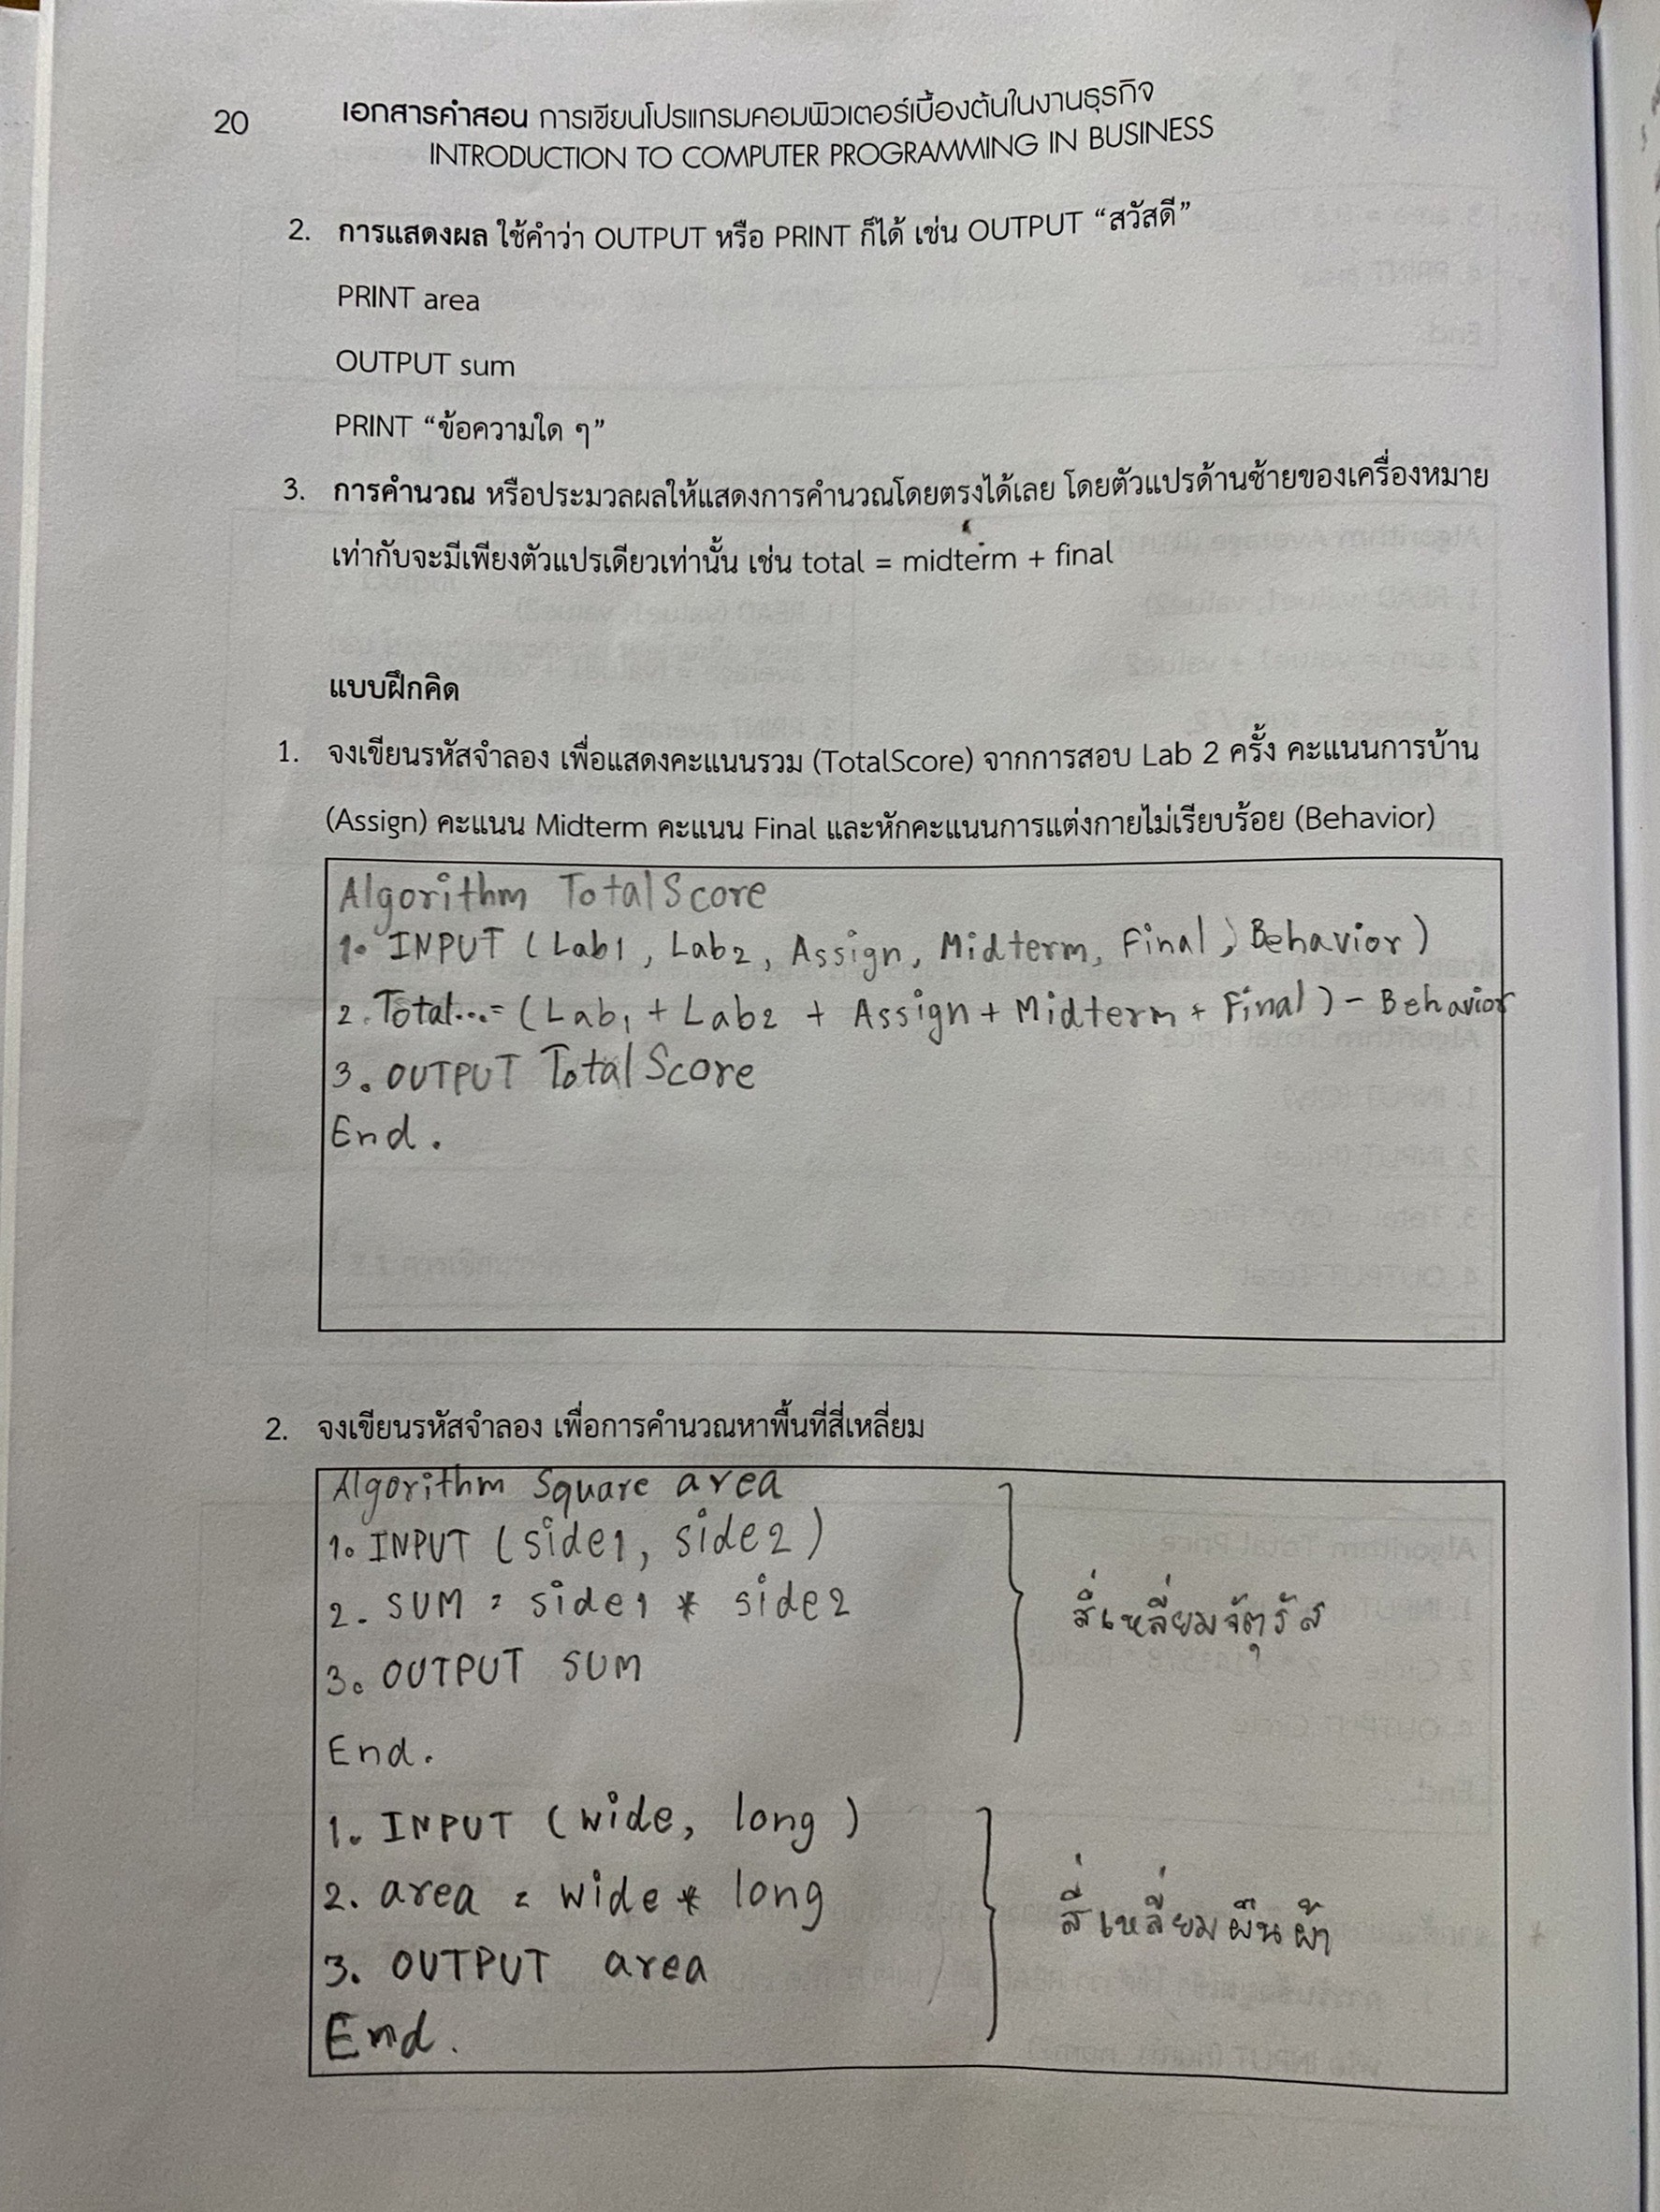 20
เอกสารคำสอน การเขียนโปรแกรมคอมพิวเตอร์เบื้องต้นในงานธุรกิจ
INTRODUCTION TO COMPUTER PROGRAMMING IN BUSINESS
2. การแสดงผล ใช้คำว่า OUTPUT หรือ PRINT ก็ได้ เช่น OUTPUT “สวัสดี”
PRINT area
OUTPUT sum
PRINT “ข้อความใด ๆ”
3. การคำนวณ หรือประมวลผลให้แสดงการคำนวณโดยตรงได้เลย โดยตัวแปรด้านซ้ายของเครื่องหมาย
เท่ากับจะมีเพียงตัวแปรเดียวเท่านั้น เช่น total = midterm + final
แบบฝึกคิด
1. จงเขียนรหัสจำลอง เพื่อแสดงคะแนนรวม (TotalScore) จากการสอบ Lab 2 ครั้ง คะแนนการบ้าน
(Assign) คะแนน Midterm คะแนน Final และหักคะแนนการแต่งกายไม่เรียบร้อย (Behavior)
Algorithm TotalScore
1. INPUT (Lab1, Lab2, Assign, Midterm, Final, Behavior)
2. Total...= (Lab1 + Lab2 + Assign + Midterm + Final) - Behavior
3. OUTPUT TotalScore
End.
2. จงเขียนรหัสจำลอง เพื่อการคำนวณหาพื้นที่สี่เหลี่ยม
Algorithm Square area
1. INPUT (side1, side2)
2. SUM = side1 * side2
3. OUTPUT SUM
End.
สี่เหลี่ยมจัตุรัส
1. INPUT (wide, long)
2. area = wide * long
3. OUTPUT area
End.
สี่เหลี่ยมผืนผ้า